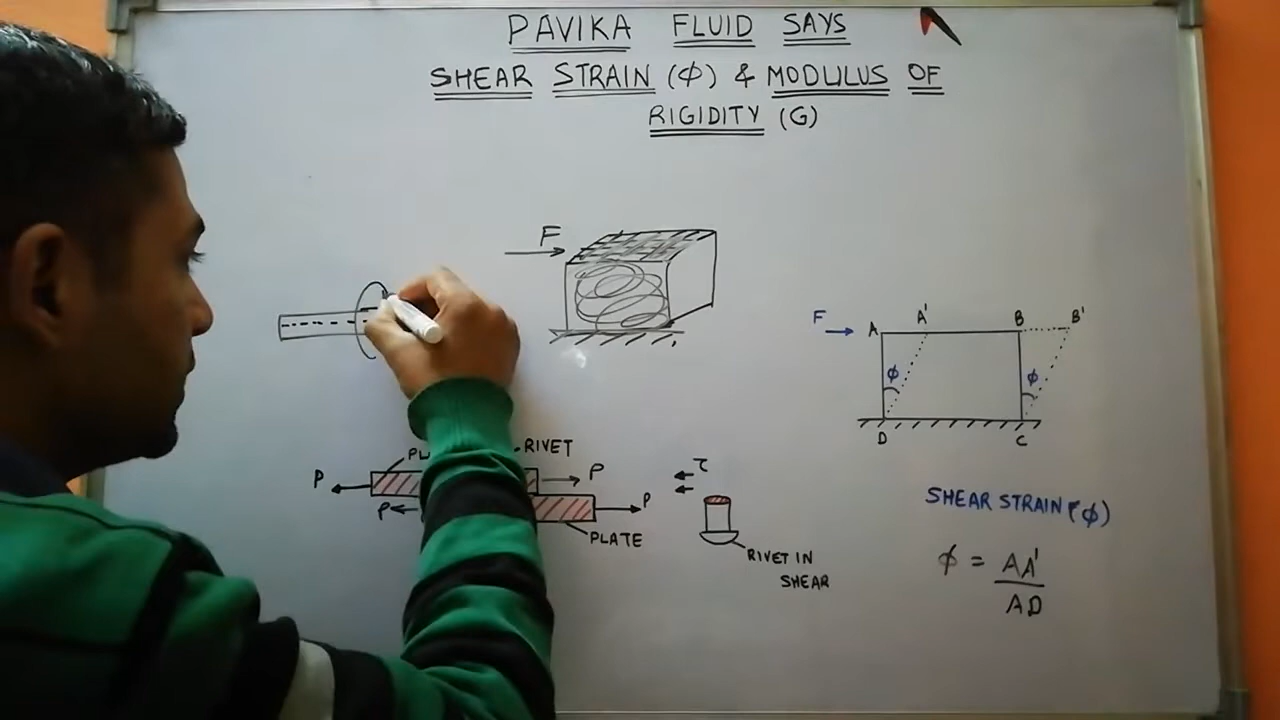 PAVIKA FLUID SAYS
SHEAR STRAIN (ϕ) & MODULUS OF
RIGIDITY (G)
F
F
A
A'
B
B'
ϕ
ϕ
D
C
RIVET
P
P
P
P
PLATE
τ
RIVET IN
SHEAR
SHEAR STRAIN (ϕ)
ϕ = AA'
AD